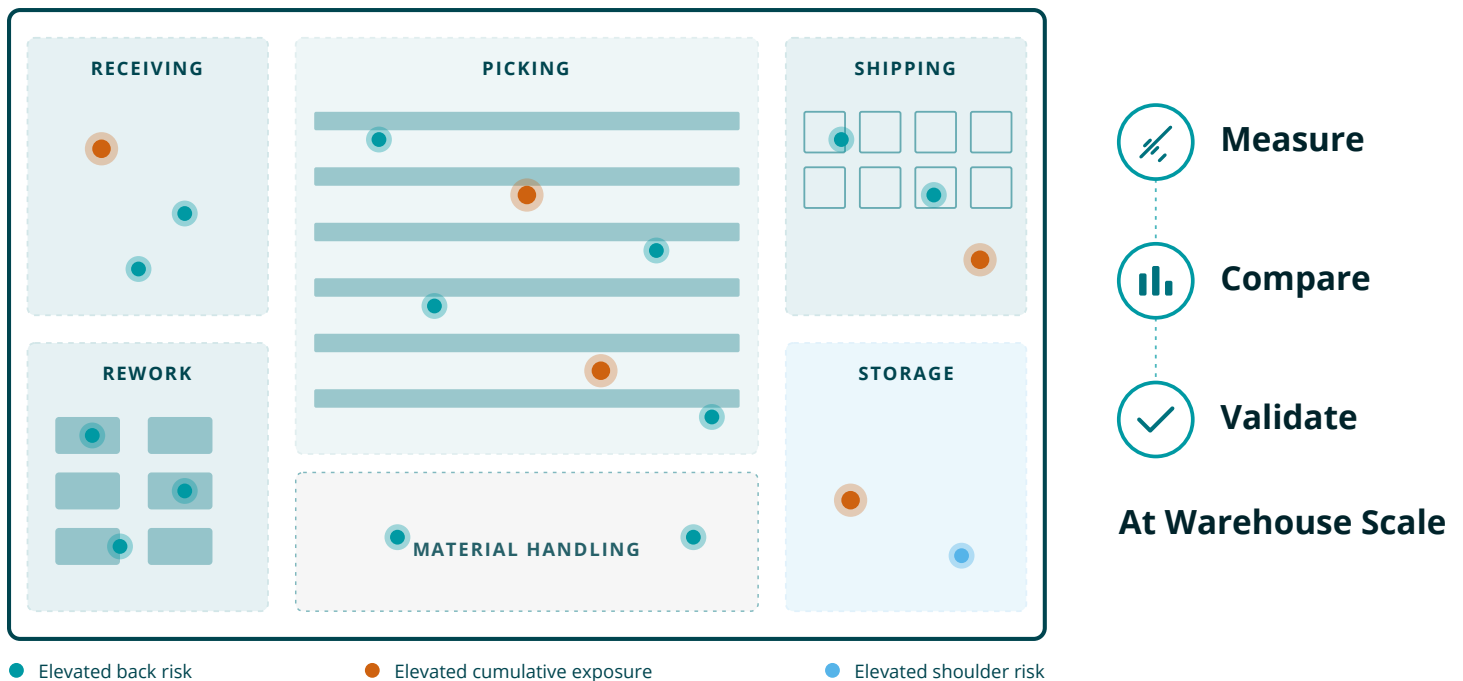 RECEIVING
PICKING
SHIPPING
REWORK
STORAGE
MATERIAL HANDLING
Elevated back risk
Elevated cumulative exposure
Elevated shoulder risk
Measure
Compare
Validate
At Warehouse Scale